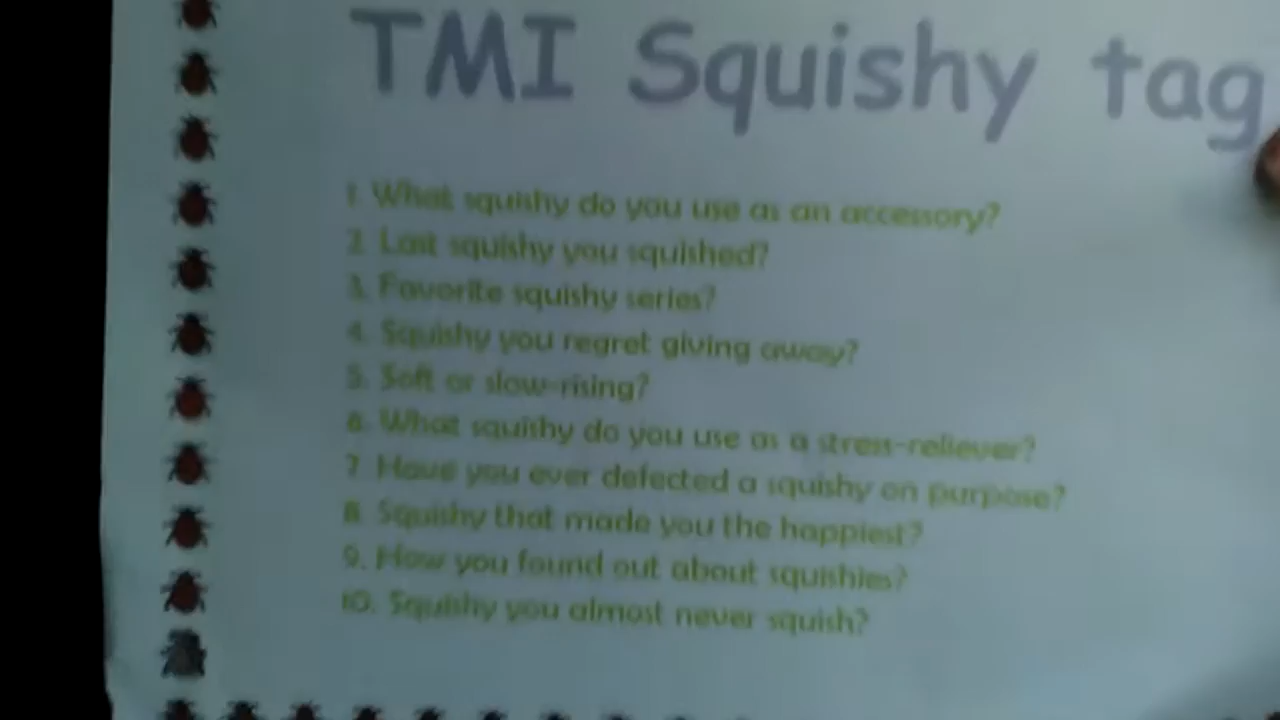 TMI Squishy tag
1. What squishy do you use as an accessory?
2. Last squishy you squished?
3. Favorite squishy series?
4. Squishy you regret giving away?
5. Soft or slow-rising?
6. What squishy do you use as a stress-reliever?
7. Have you ever defected a squishy on purpose?
8. Squishy that made you the happiest?
9. How you found out about squishies?
10. Squishy you almost never squish?